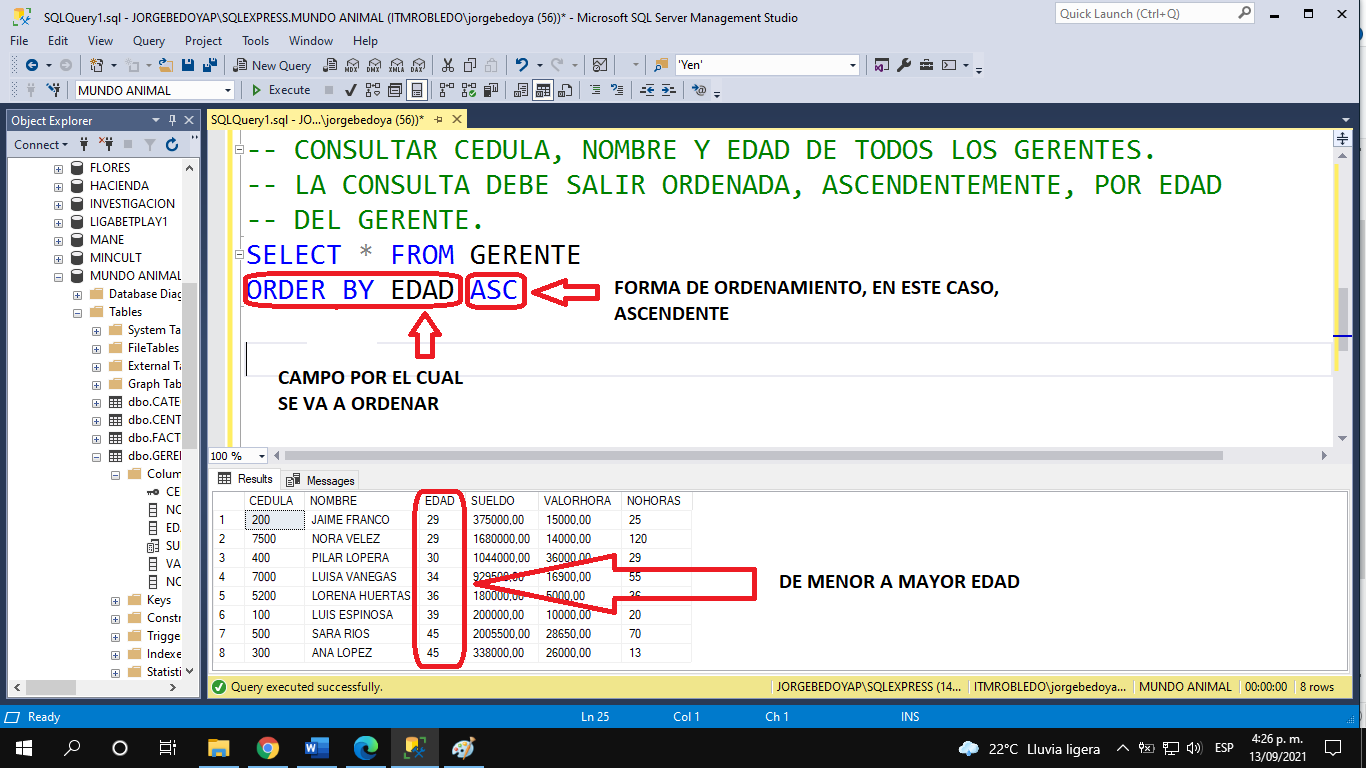 SQLQuery1.sql - JORGEBEDOYAP\SQLEXPRESS.MUNDO ANIMAL (ITMROBLEDO\jorgebedoya (56))* - Microsoft SQL Server Management Studio
Quick Launch (Ctrl+Q)
File Edit View Query Project Tools Window Help
New Query MDX DMX XMLA DAX 'Yen'
MUNDO ANIMAL Execute
Object Explorer
Connect
FLORES
HACIENDA
INVESTIGACION
LIGABETPLAY1
MANE
MINCULT
MUNDO ANIMAL
Database Diag
Tables
System Ta
FileTables
External Ta
Graph Tab
dbo.CATE
dbo.CENT
dbo.FACT
dbo.GERE
Colum
CE
NO
ED
SU
VA
NO
Keys
Constr
Trigge
Indexe
Statisti
SQLQuery1.sql - JO...\jorgebedoya (56))*
-- CONSULTAR CEDULA, NOMBRE Y EDAD DE TODOS LOS GERENTES.
-- LA CONSULTA DEBE SALIR ORDENADA, ASCENDENTEMENTE, POR EDAD
-- DEL GERENTE.
SELECT * FROM GERENTE
ORDER BY EDAD ASC
FORMA DE ORDENAMIENTO, EN ESTE CASO,
ASCENDENTE
CAMPO POR EL CUAL
SE VA A ORDENAR
100 %
Results Messages
CEDULA NOMBRE EDAD SUELDO VALORHORA NOHORAS
1 200 JAIME FRANCO 29 375000,00 15000,00 25
2 7500 NORA VELEZ 29 1680000,00 14000,00 120
3 400 PILAR LOPERA 30 1044000,00 36000,00 29
4 7000 LUISA VANEGAS 34 929500,00 16900,00 55
5 5200 LORENA HUERTAS 36 180000,00 5000,00 36
6 100 LUIS ESPINOSA 39 200000,00 10000,00 20
7 500 SARA RIOS 45 2005500,00 28650,00 70
8 300 ANA LOPEZ 45 338000,00 26000,00 13
DE MENOR A MAYOR EDAD
Query executed successfully. JORGEBEDOYAP\SQLEXPRESS (14... ITMROBLEDO\jorgebedoya... MUNDO ANIMAL 00:00:00 8 rows
Ready Ln 25 Col 1 Ch 1 INS
22°C Lluvia ligera ESP 4:26 p. m.
13/09/2021